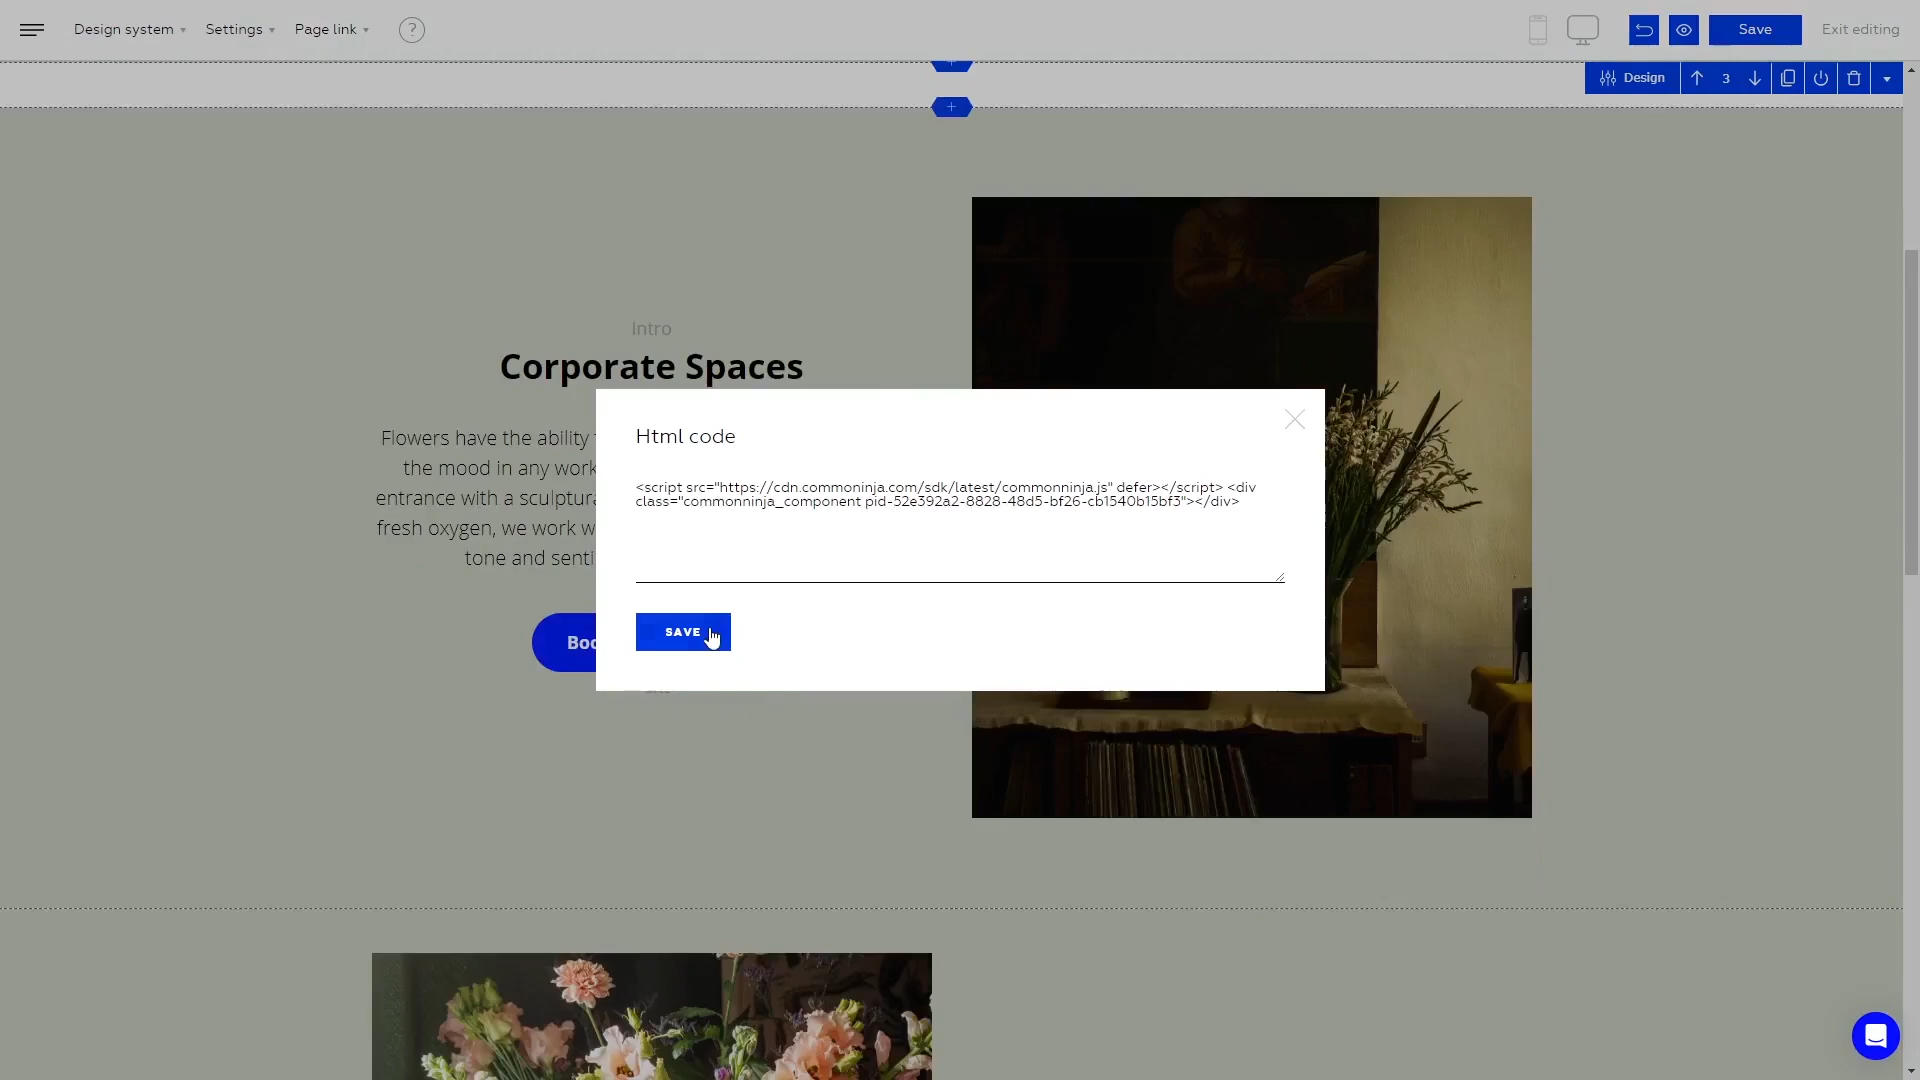 Design system Settings Page link ? Save Exit editing
+
Design 3
+
Intro
Corporate Spaces
Flowers have the ability
the mood in any work
entrance with a sculptura
fresh oxygen, we work w
tone and senti
Boo
Html code
<script src="https://cdn.commoninja.com/sdk/latest/commonninja.js" defer></script> <div
class="commonninja_component pid-52e392a2-8828-48d5-bf26-cb1540b15bf3"></div>
SAVE